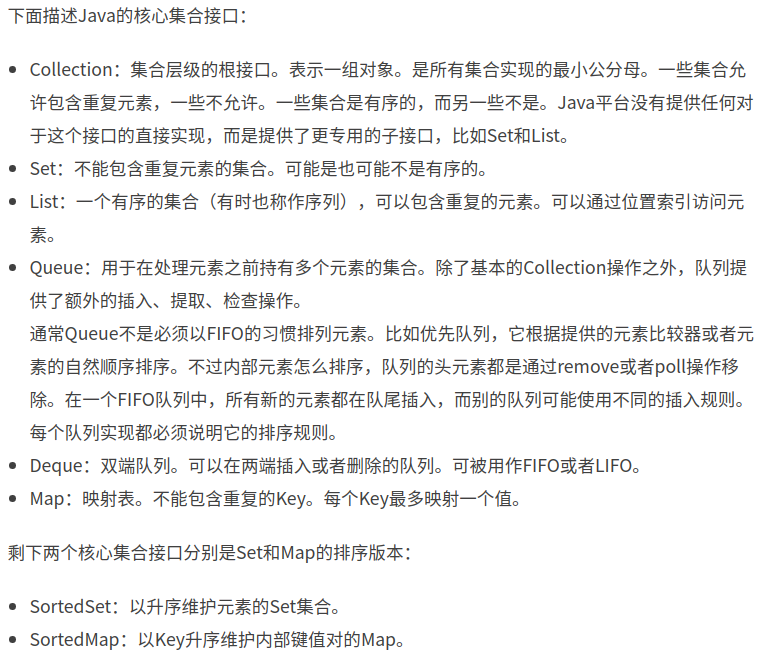 下面描述Java的核心集合接口：
Collection：集合层级的根接口。表示一组对象。是所有集合实现的最小公分母。一些集合允
许包含重复元素，一些不允许。一些集合是有序的，而另一些不是。Java平台没有提供任何对
于这个接口的直接实现，而是提供了更专用的子接口，比如Set和List。
Set：不能包含重复元素的集合。可能是也可能不是有序的。
List：一个有序的集合（有时也称作序列），可以包含重复的元素。可以通过位置索引访问元
素。
Queue：用于在处理元素之前持有多个元素的集合。除了基本的Collection操作之外，队列提
供了额外的插入、提取、检查操作。
通常Queue不是必须以FIFO的习惯排列元素。比如优先队列，它根据提供的元素比较器或者元
素的自然顺序排序。不过内部元素怎么排序，队列的头元素都是通过remove或者poll操作移
除。在一个FIFO队列中，所有新的元素都在队尾插入，而别的队列可能使用不同的插入规则。
每个队列实现都必须说明它的排序规则。
Deque：双端队列。可以在两端插入或者删除的队列。可被用作FIFO或者LIFO。
Map：映射表。不能包含重复的Key。每个Key最多映射一个值。
剩下两个核心集合接口分别是Set和Map的排序版本：
SortedSet：以升序维护元素的Set集合。
SortedMap：以Key升序维护内部键值对的Map。